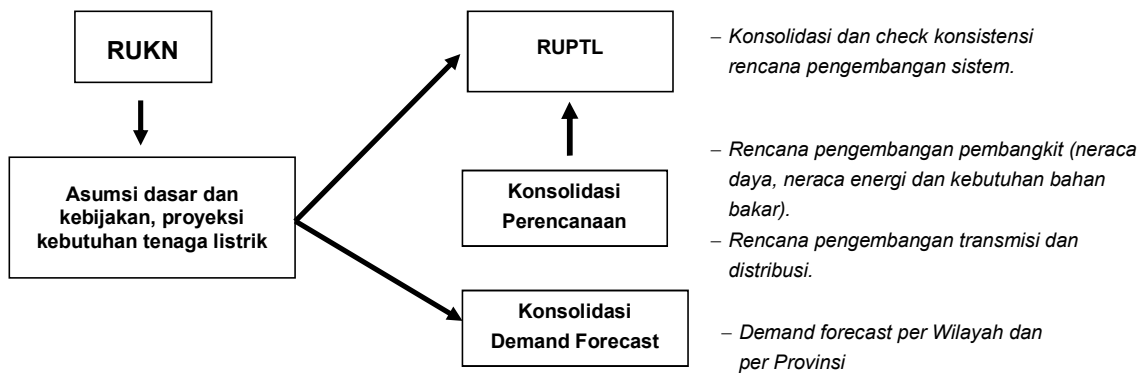 RUKN
Asumsi dasar dan
kebijakan, proyeksi
kebutuhan tenaga listrik
RUPTL
Konsolidasi
Perencanaan
Konsolidasi
Demand Forecast
– Konsolidasi dan check konsistensi
rencana pengembangan sistem.
– Rencana pengembangan pembangkit (neraca
daya, neraca energi dan kebutuhan bahan
bakar).
– Rencana pengembangan transmisi dan
distribusi.
– Demand forecast per Wilayah dan
per Provinsi